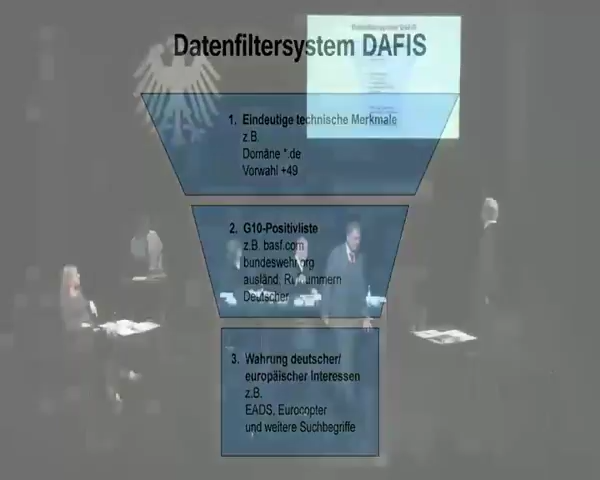 Datenfiltersystem DAFIS
1. Eindeutige technische Merkmale
z.B.
Domäne *.de
Vorwahl +49
2. G10-Positivliste
z.B. basf.com
bundeswehr.org
ausländ. Rufnummern
Deutscher
3. Wahrung deutscher/
europäischer Interessen
z.B.
EADS, Eurocopter
und weitere Suchbegriffe